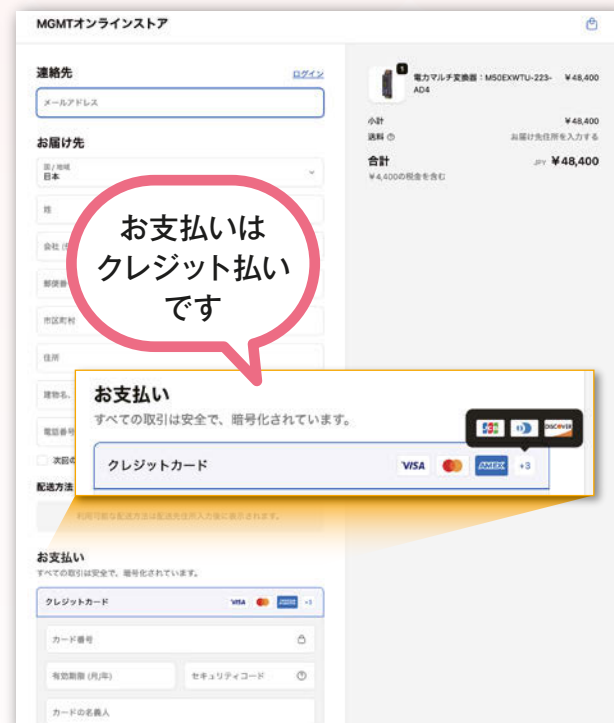 MGMTオンラインストア
連絡先
ログイン
メールアドレス
お届け先
国/地域
日本
姓
会社
郵便番
市区町村
住所
建物名、
電話番号
次回の
配送方法
利用可能な配送方法は配送先住所入力後に表示されます。
お支払いは
クレジット払い
です
お支払い
すべての取引は安全で、暗号化されています。
JCB
DISCOVER
クレジットカード
VISA
AMEX
+3
お支払い
すべての取引は安全で、暗号化されています。
クレジットカード
VISA
AMEX
+3
カード番号
有効期限 (月/年)
セキュリティコード
カードの名義人
1
電力マルチ変換器：M50EXWTU-223-
AD4
¥48,400
小計
¥48,400
送料
お届け先住所を入力する
合計
JPY ¥48,400
¥4,400の税金を含む